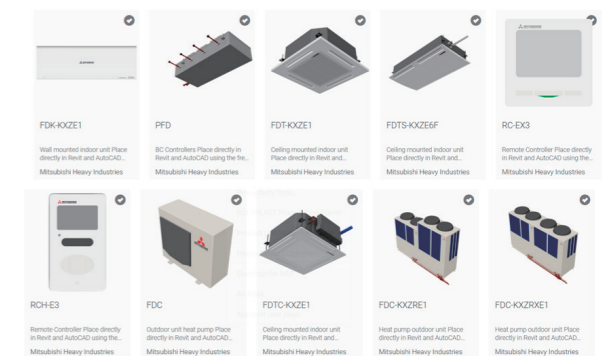 FDK-KXZE1
Wall mounted indoor unit Place
directly in Revit and AutoCAD...
Mitsubishi Heavy Industries
PFD
BC Controllers Place directly in
Revit and AutoCAD using the fre...
Mitsubishi Heavy Industries
FDT-KXZE1
Ceiling mounted indoor unit
Place directly in Revit and...
Mitsubishi Heavy Industries
FDTS-KXZE6F
Ceiling mounted indoor unit
Place directly in Revit and...
Mitsubishi Heavy Industries
RC-EX3
Remote Controller Place directly
in Revit and AutoCAD using the...
Mitsubishi Heavy Industries
RCH-E3
Remote Controller Place directly
in Revit and AutoCAD using the...
Mitsubishi Heavy Industries
FDC
Outdoor unit heat pump Place
directly in Revit and AutoCAD...
Mitsubishi Heavy Industries
FDTC-KXZE1
Ceiling mounted indoor unit
Place directly in Revit and...
Mitsubishi Heavy Industries
FDC-KXZRE1
Heat pump outdoor unit Place
directly in Revit and AutoCAD...
Mitsubishi Heavy Industries
FDC-KXZRXE1
Heat pump outdoor unit Place
directly in Revit and AutoCAD...
Mitsubishi Heavy Industries